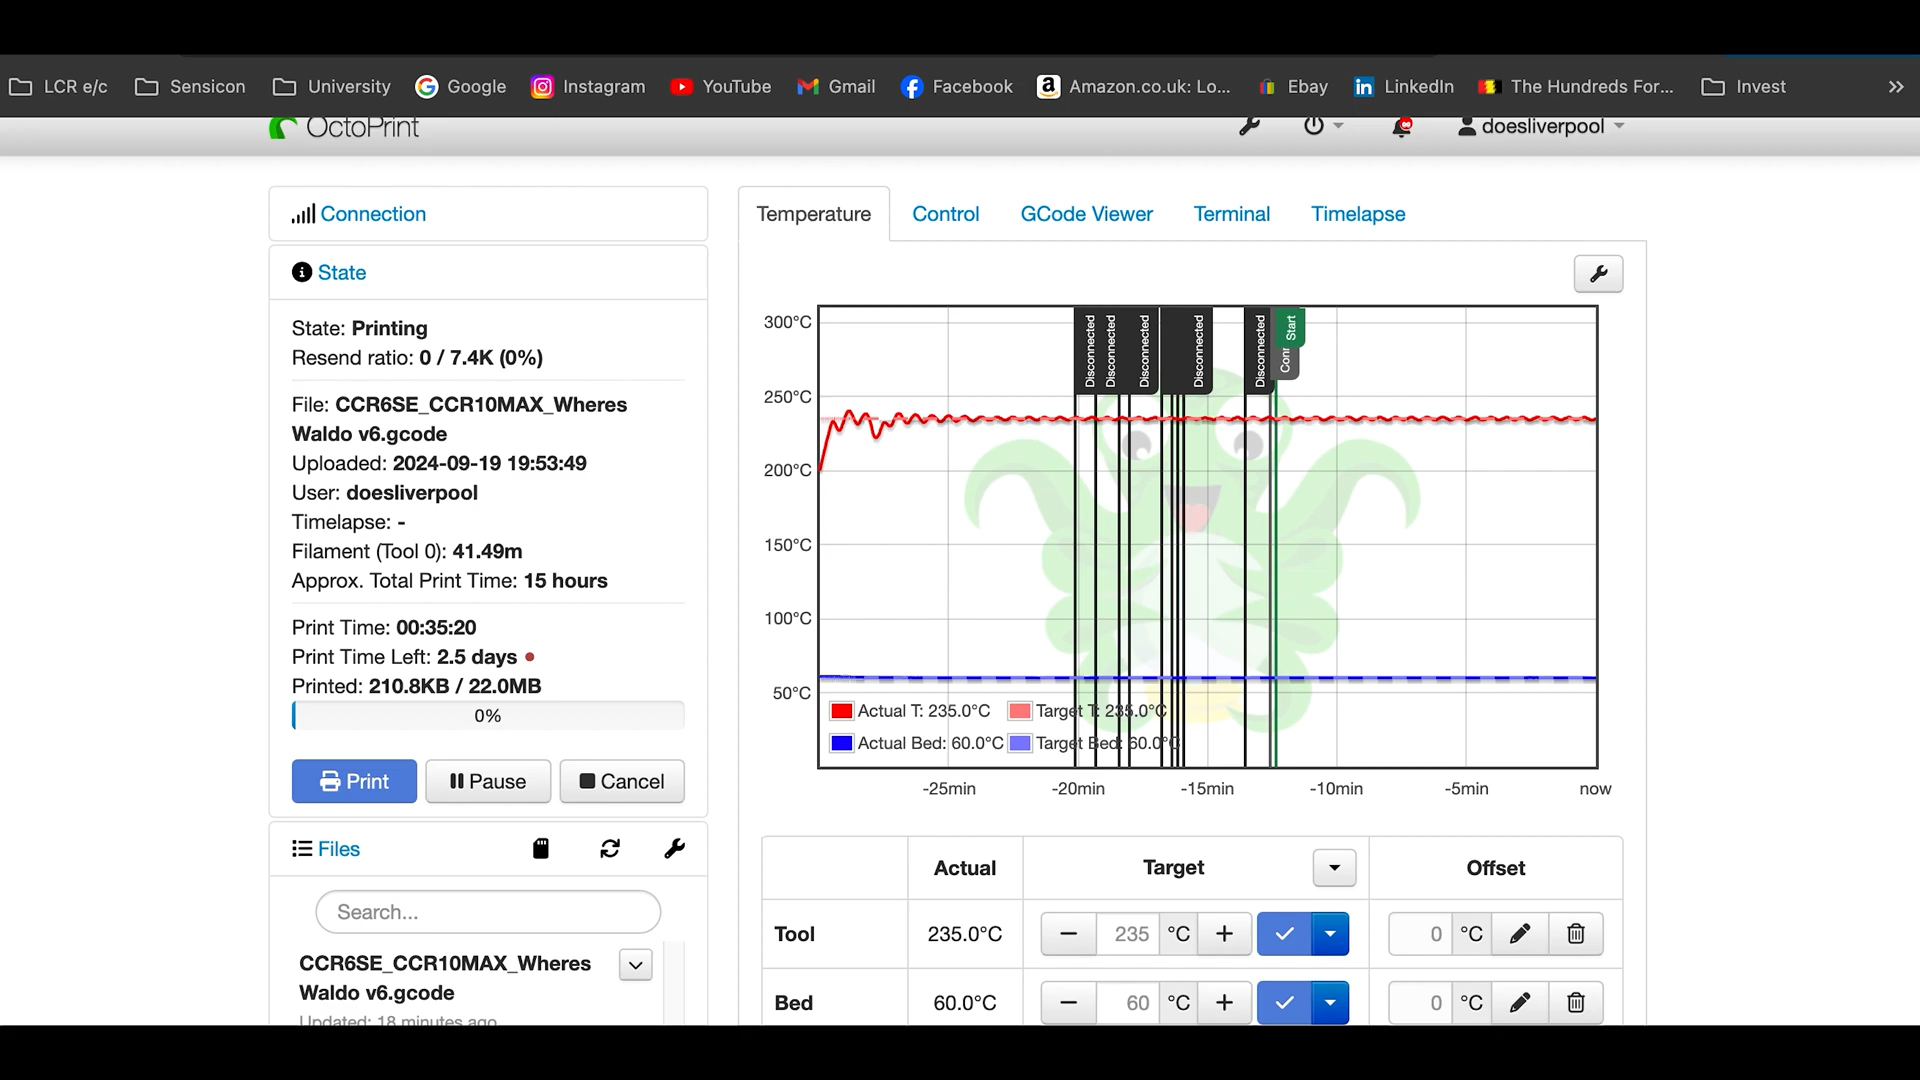 LCR e/c Sensicon University Google Instagram YouTube Gmail Facebook Amazon.co.uk: Lo... Ebay LinkedIn The Hundreds For... Invest »
OctoPrint doesliverpool
Connection
State
State: Printing
Resend ratio: 0 / 7.4K (0%)
File: CCR6SE_CCR10MAX_Wheres
Waldo v6.gcode
Uploaded: 2024-09-19 19:53:49
User: doesliverpool
Timelapse: -
Filament (Tool 0): 41.49m
Approx. Total Print Time: 15 hours
Print Time: 00:35:20
Print Time Left: 2.5 days
Printed: 210.8KB / 22.0MB
0%
Print Pause Cancel
Files
Search...
CCR6SE_CCR10MAX_Wheres
Waldo v6.gcode
Updated: 18 minutes ago
Temperature Control GCode Viewer Terminal Timelapse
300°C
250°C
200°C
150°C
100°C
50°C
Disconnected
Disconnected
Disconnected
Disconnected
Disconnected
Conn
Start
Actual T: 235.0°C Target T: 235.0°C
Actual Bed: 60.0°C Target Bed: 60.0°C
-25min -20min -15min -10min -5min now
Actual Target Offset
Tool 235.0°C − 235 °C + 0 °C
Bed 60.0°C − 60 °C + 0 °C